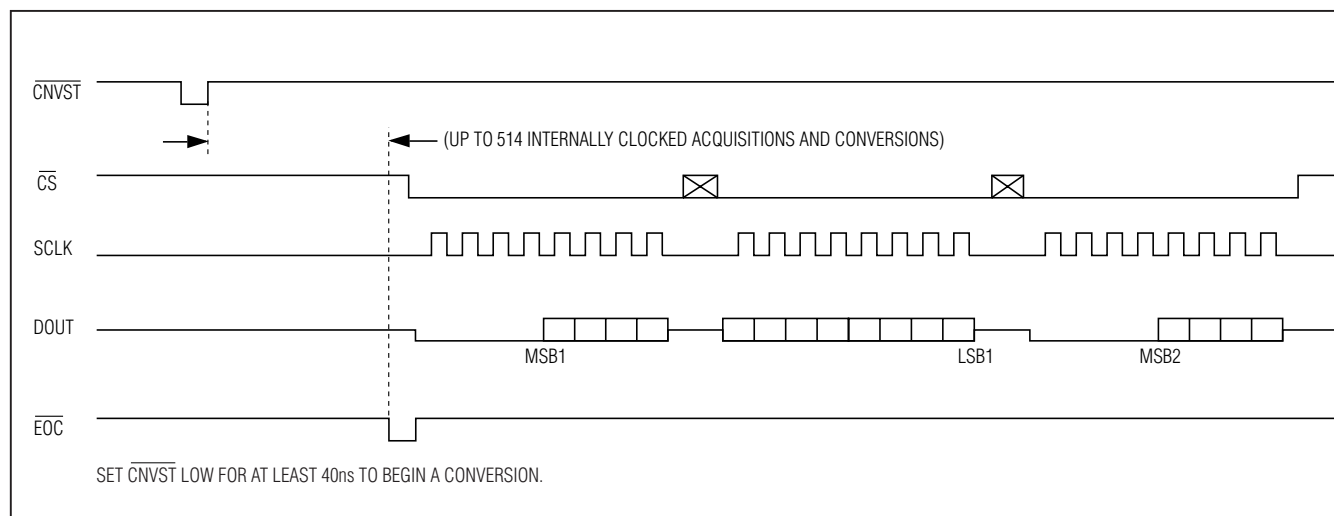 CNVST
(UP TO 514 INTERNALLY CLOCKED ACQUISITIONS AND CONVERSIONS)
CS
SCLK
DOUT
MSB1
LSB1
MSB2
EOC
SET CNVST LOW FOR AT LEAST 40ns TO BEGIN A CONVERSION.